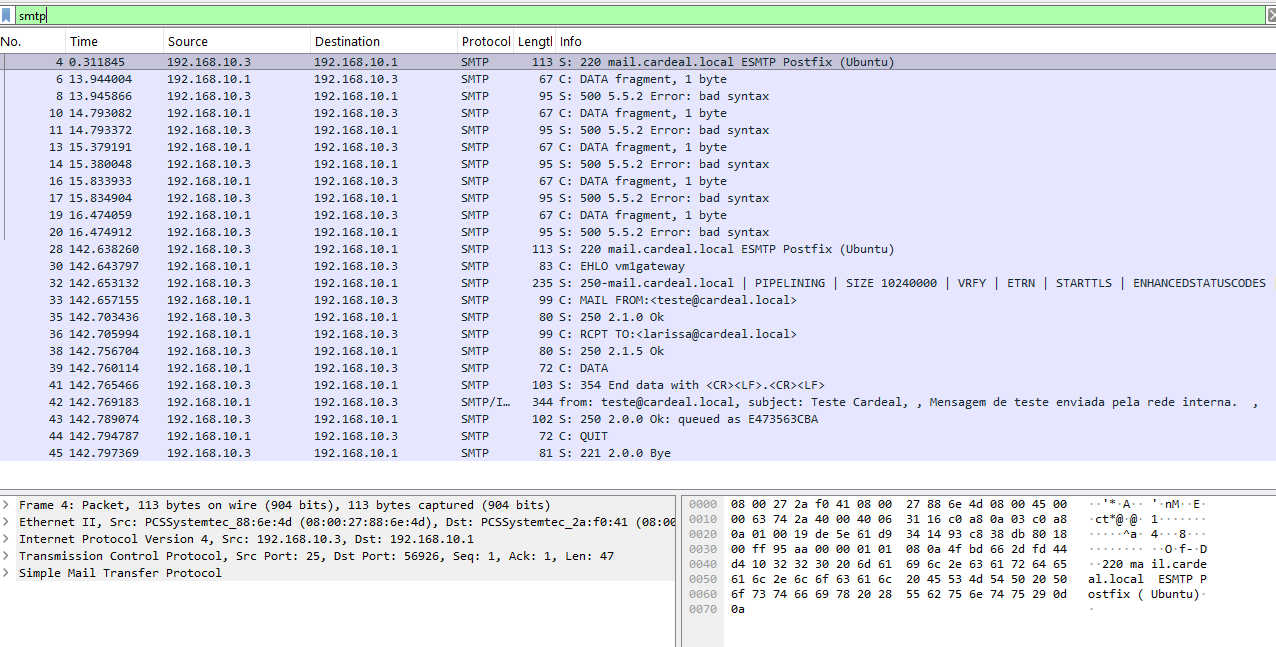 smtp
No. Time Source Destination Protocol Lengtl Info
4 0.311845 192.168.10.3 192.168.10.1 SMTP 113 S: 220 mail.cardeal.local ESMTP Postfix (Ubuntu)
6 13.944004 192.168.10.1 192.168.10.3 SMTP 67 C: DATA fragment, 1 byte
8 13.945866 192.168.10.3 192.168.10.1 SMTP 95 S: 500 5.5.2 Error: bad syntax
10 14.793082 192.168.10.1 192.168.10.3 SMTP 67 C: DATA fragment, 1 byte
11 14.793372 192.168.10.3 192.168.10.1 SMTP 95 S: 500 5.5.2 Error: bad syntax
13 15.379191 192.168.10.1 192.168.10.3 SMTP 67 C: DATA fragment, 1 byte
14 15.380048 192.168.10.3 192.168.10.1 SMTP 95 S: 500 5.5.2 Error: bad syntax
16 15.833933 192.168.10.1 192.168.10.3 SMTP 67 C: DATA fragment, 1 byte
17 15.834904 192.168.10.3 192.168.10.1 SMTP 95 S: 500 5.5.2 Error: bad syntax
19 16.474059 192.168.10.1 192.168.10.3 SMTP 67 C: DATA fragment, 1 byte
20 16.474912 192.168.10.3 192.168.10.1 SMTP 95 S: 500 5.5.2 Error: bad syntax
28 142.638260 192.168.10.3 192.168.10.1 SMTP 113 S: 220 mail.cardeal.local ESMTP Postfix (Ubuntu)
30 142.643797 192.168.10.1 192.168.10.3 SMTP 83 C: EHLO vm1gateway
32 142.653132 192.168.10.3 192.168.10.1 SMTP 235 S: 250-mail.cardeal.local | PIPELINING | SIZE 10240000 | VRFY | ETRN | STARTTLS | ENHANCEDSTATUSCODES
33 142.657155 192.168.10.1 192.168.10.3 SMTP 99 C: MAIL FROM:<teste@cardeal.local>
35 142.703436 192.168.10.3 192.168.10.1 SMTP 80 S: 250 2.1.0 Ok
36 142.705994 192.168.10.1 192.168.10.3 SMTP 99 C: RCPT TO:<larissa@cardeal.local>
38 142.756704 192.168.10.3 192.168.10.1 SMTP 80 S: 250 2.1.5 Ok
39 142.760114 192.168.10.1 192.168.10.3 SMTP 72 C: DATA
41 142.765466 192.168.10.3 192.168.10.1 SMTP 103 S: 354 End data with <CR><LF>.<CR><LF>
42 142.769183 192.168.10.1 192.168.10.3 SMTP/I… 344 from: teste@cardeal.local, subject: Teste Cardeal, , Mensagem de teste enviada pela rede interna. ,
43 142.789074 192.168.10.3 192.168.10.1 SMTP 102 S: 250 2.0.0 Ok: queued as E473563CBA
44 142.794787 192.168.10.1 192.168.10.3 SMTP 72 C: QUIT
45 142.797369 192.168.10.3 192.168.10.1 SMTP 81 S: 221 2.0.0 Bye
Frame 4: Packet, 113 bytes on wire (904 bits), 113 bytes captured (904 bits)
Ethernet II, Src: PCSSystemtec_88:6e:4d (08:00:27:88:6e:4d), Dst: PCSSystemtec_2a:f0:41 (08:00
Internet Protocol Version 4, Src: 192.168.10.3, Dst: 192.168.10.1
Transmission Control Protocol, Src Port: 25, Dst Port: 56926, Seq: 1, Ack: 1, Len: 47
Simple Mail Transfer Protocol
0000 08 00 27 2a f0 41 08 00 27 88 6e 4d 08 00 45 00 ··'*·A·· '·nM··E·
0010 00 63 74 2a 40 00 40 06 31 16 c0 a8 0a 03 c0 a8 ·ct*@·@· 1·······
0020 0a 01 00 19 de 5e 61 d9 34 14 93 c8 38 db 80 18 ·····^a· 4···8···
0030 00 ff 95 aa 00 00 01 01 08 0a 4f bd 66 2d fd 44 ········ ··O·f-·D
0040 d4 10 32 32 30 20 6d 61 69 6c 2e 63 61 72 64 65 ··220 ma il.carde
0050 61 6c 2e 6c 6f 63 61 6c 20 45 53 4d 54 50 20 50 al.local ESMTP P
0060 6f 73 74 66 69 78 20 28 55 62 75 6e 74 75 29 0d ostfix ( Ubuntu)·
0070 0a ·